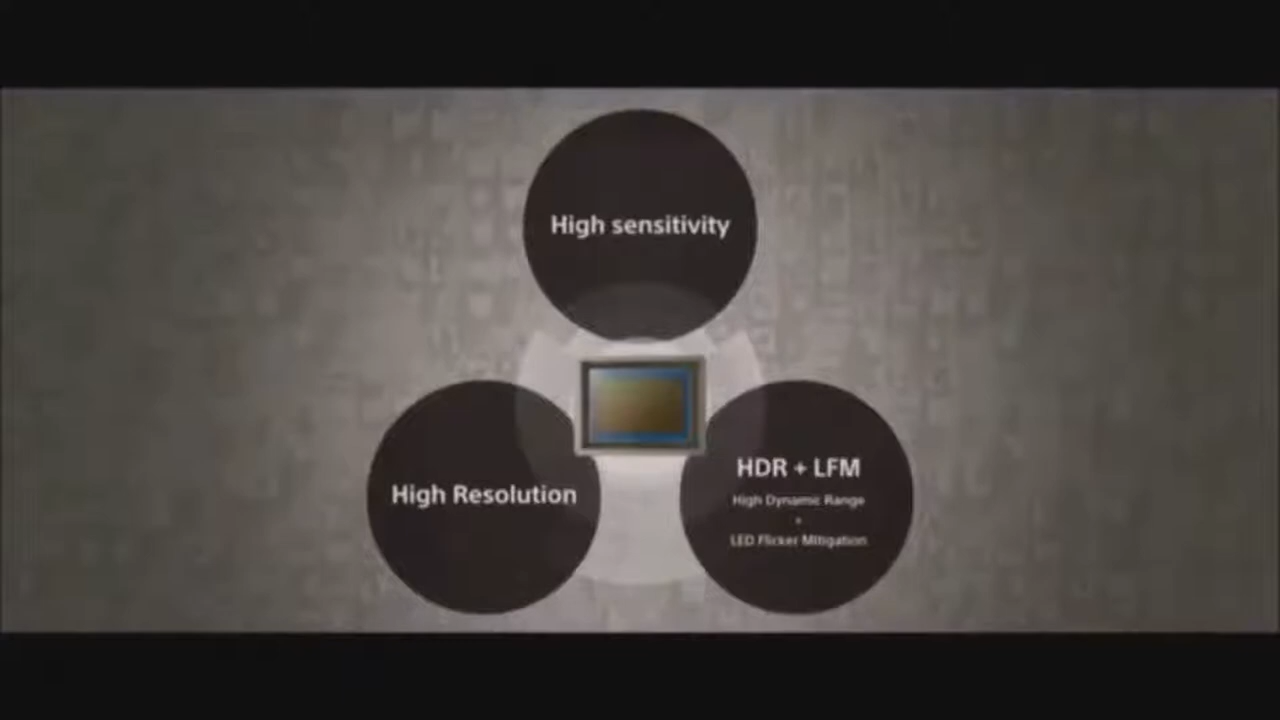 High sensitivity
High Resolution
HDR + LFM
High Dynamic Range
+
LED Flicker Mitigation